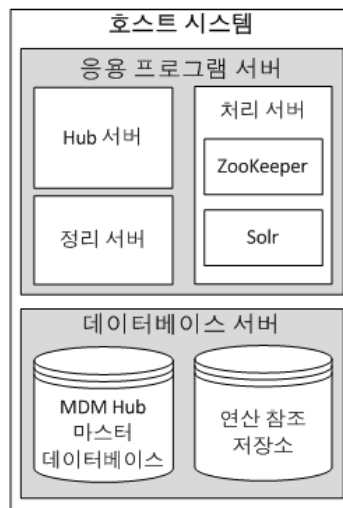 호스트 시스템
응용 프로그램 서버
Hub 서버
정리 서버
처리 서버
ZooKeeper
Solr
데이터베이스 서버
MDM Hub
마스터
데이터베이스
연산 참조
저장소